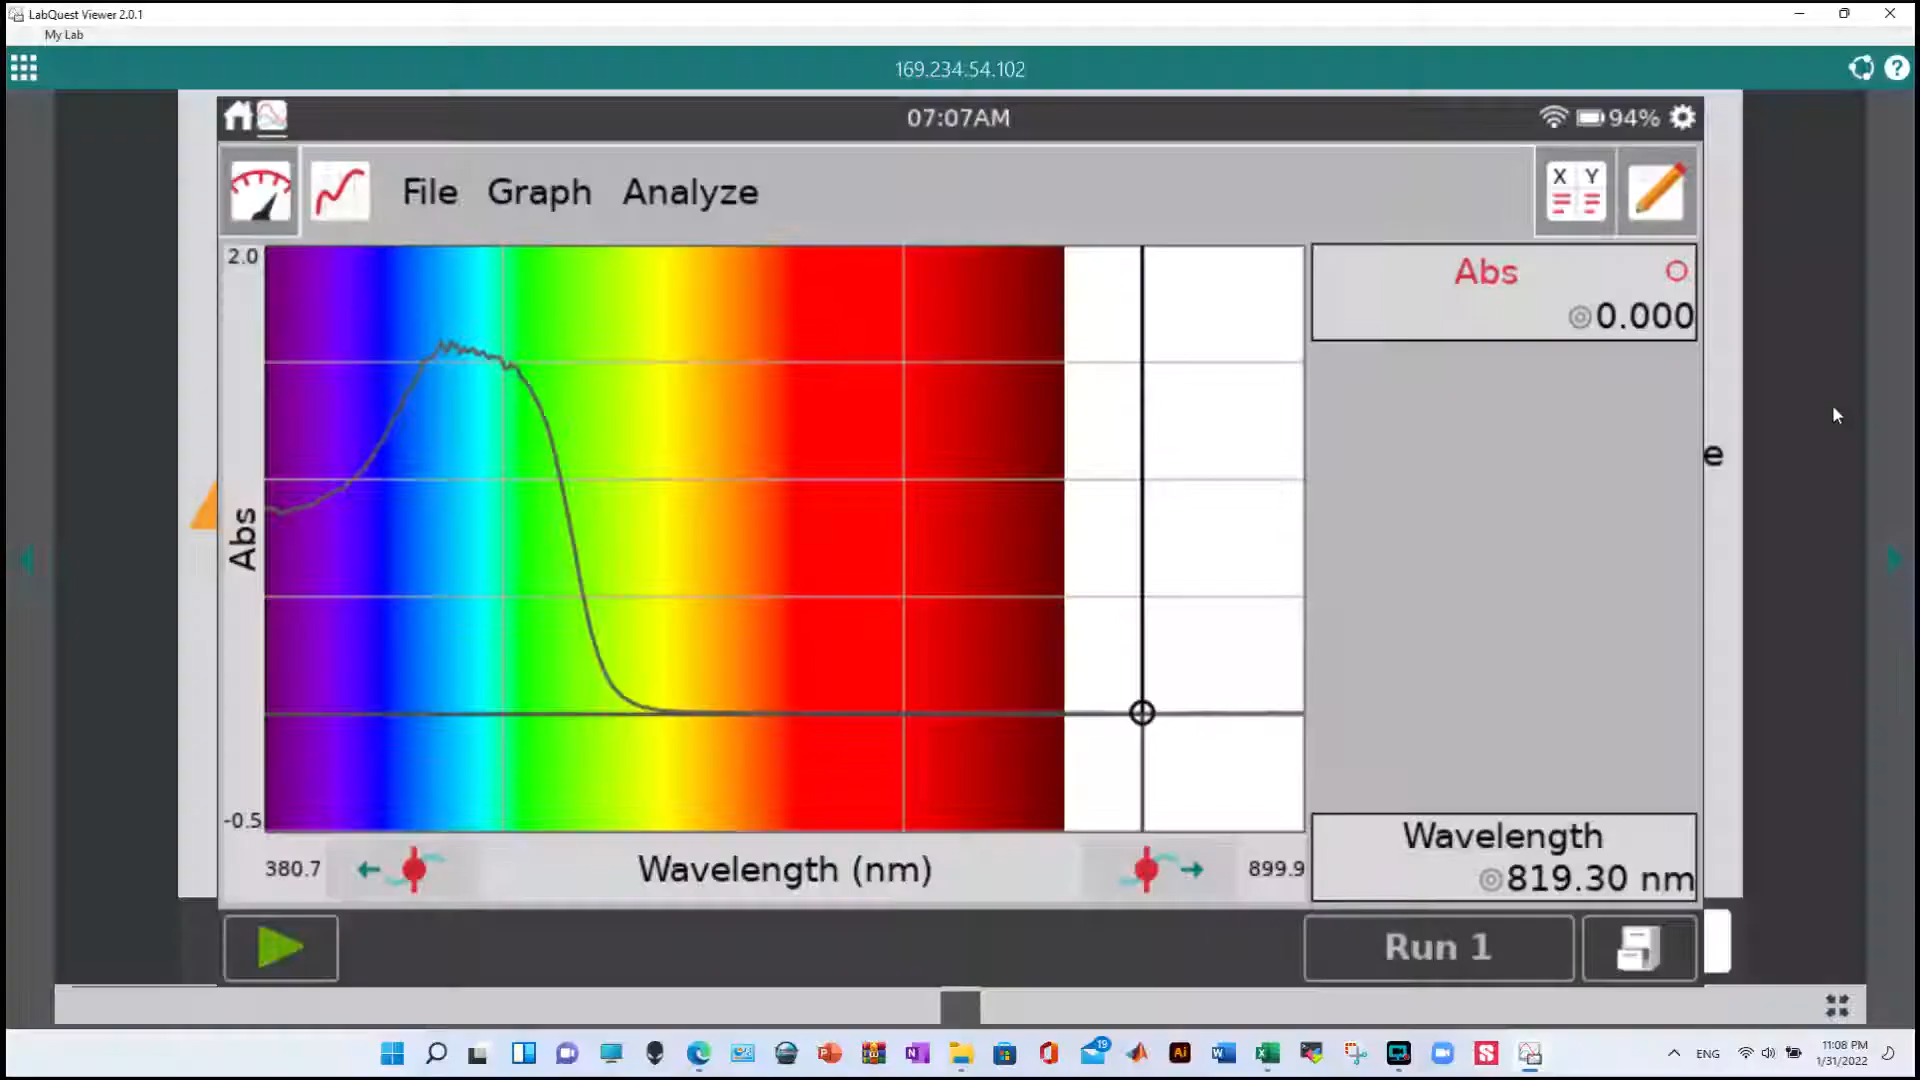 LabQuest Viewer 2.0.1
My Lab
169.234.54.102
07:07AM
94%
File Graph Analyze
X Y
2.0
Abs
0.000
e
Abs
-0.5
380.7
Wavelength (nm)
899.9
Wavelength
819.30 nm
Run 1
19
ENG
11:08 PM
1/31/2022